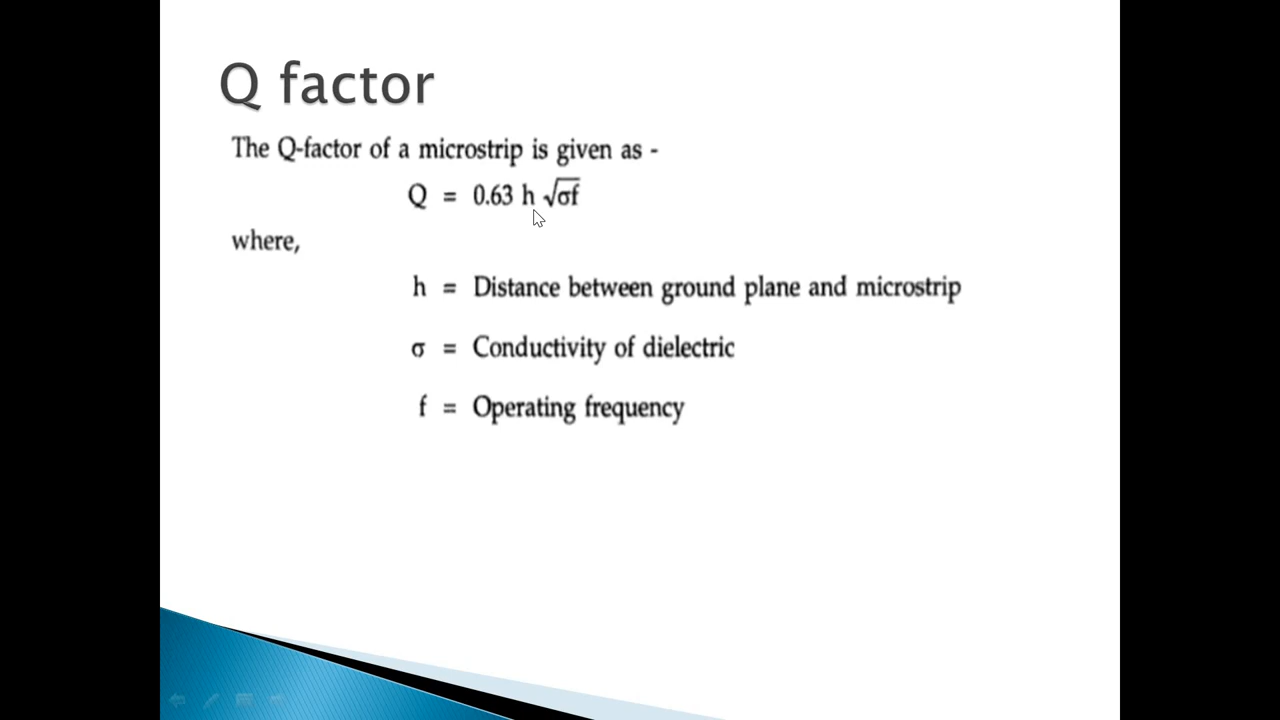 Q factor
The Q-factor of a microstrip is given as -
Q = 0.63 h √σf
where,
h = Distance between ground plane and microstrip
σ = Conductivity of dielectric
f = Operating frequency